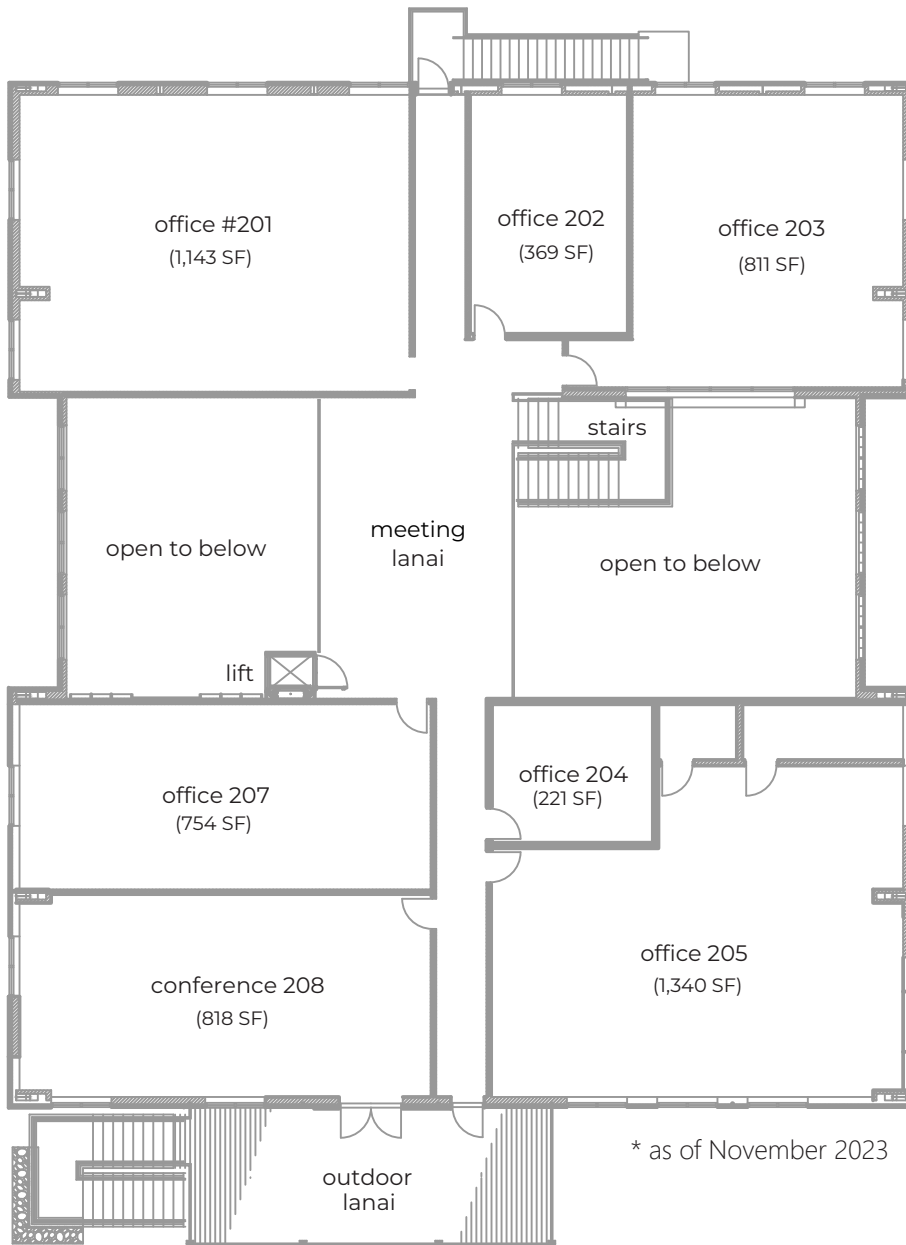 office #201
(1,143 SF)
office 202
(369 SF)
office 203
(811 SF)
stairs
open to below
meeting
lanai
open to below
lift
office 207
(754 SF)
office 204
(221 SF)
conference 208
(818 SF)
office 205
(1,340 SF)
* as of November 2023
outdoor
lanai